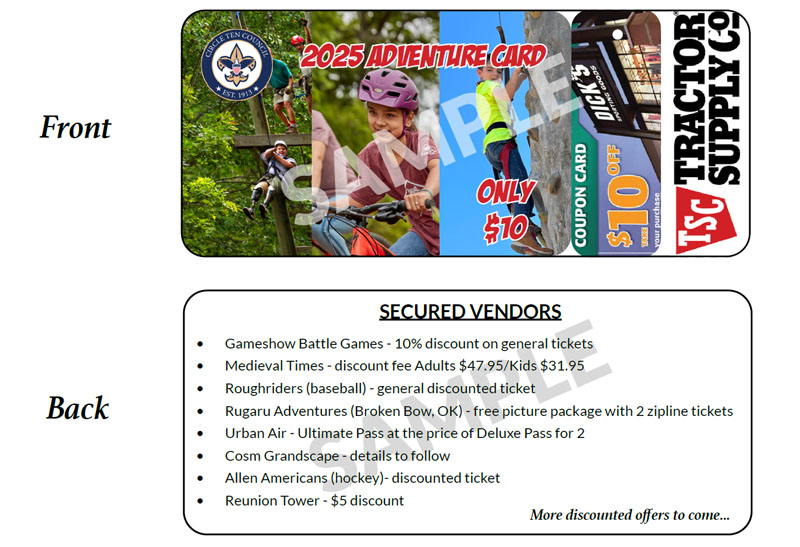 Front
CIRCLE TEN COUNCIL
EST. 1913
2025 ADVENTURE CARD
ONLY
$10
SAMPLE
COUPON CARD
$10 OFF
TAKE
your purchase
DICK'S
SPORTING GOODS
TSC
TRACTOR
SUPPLY CO
Back
SECURED VENDORS
• Gameshow Battle Games - 10% discount on general tickets
• Medieval Times - discount fee Adults $47.95/Kids $31.95
• Roughriders (baseball) - general discounted ticket
• Rugaru Adventures (Broken Bow, OK) - free picture package with 2 zipline tickets
• Urban Air - Ultimate Pass at the price of Deluxe Pass for 2
• Cosm Grandscape - details to follow
• Allen Americans (hockey)- discounted ticket
• Reunion Tower - $5 discount
More discounted offers to come...
SAMPLE